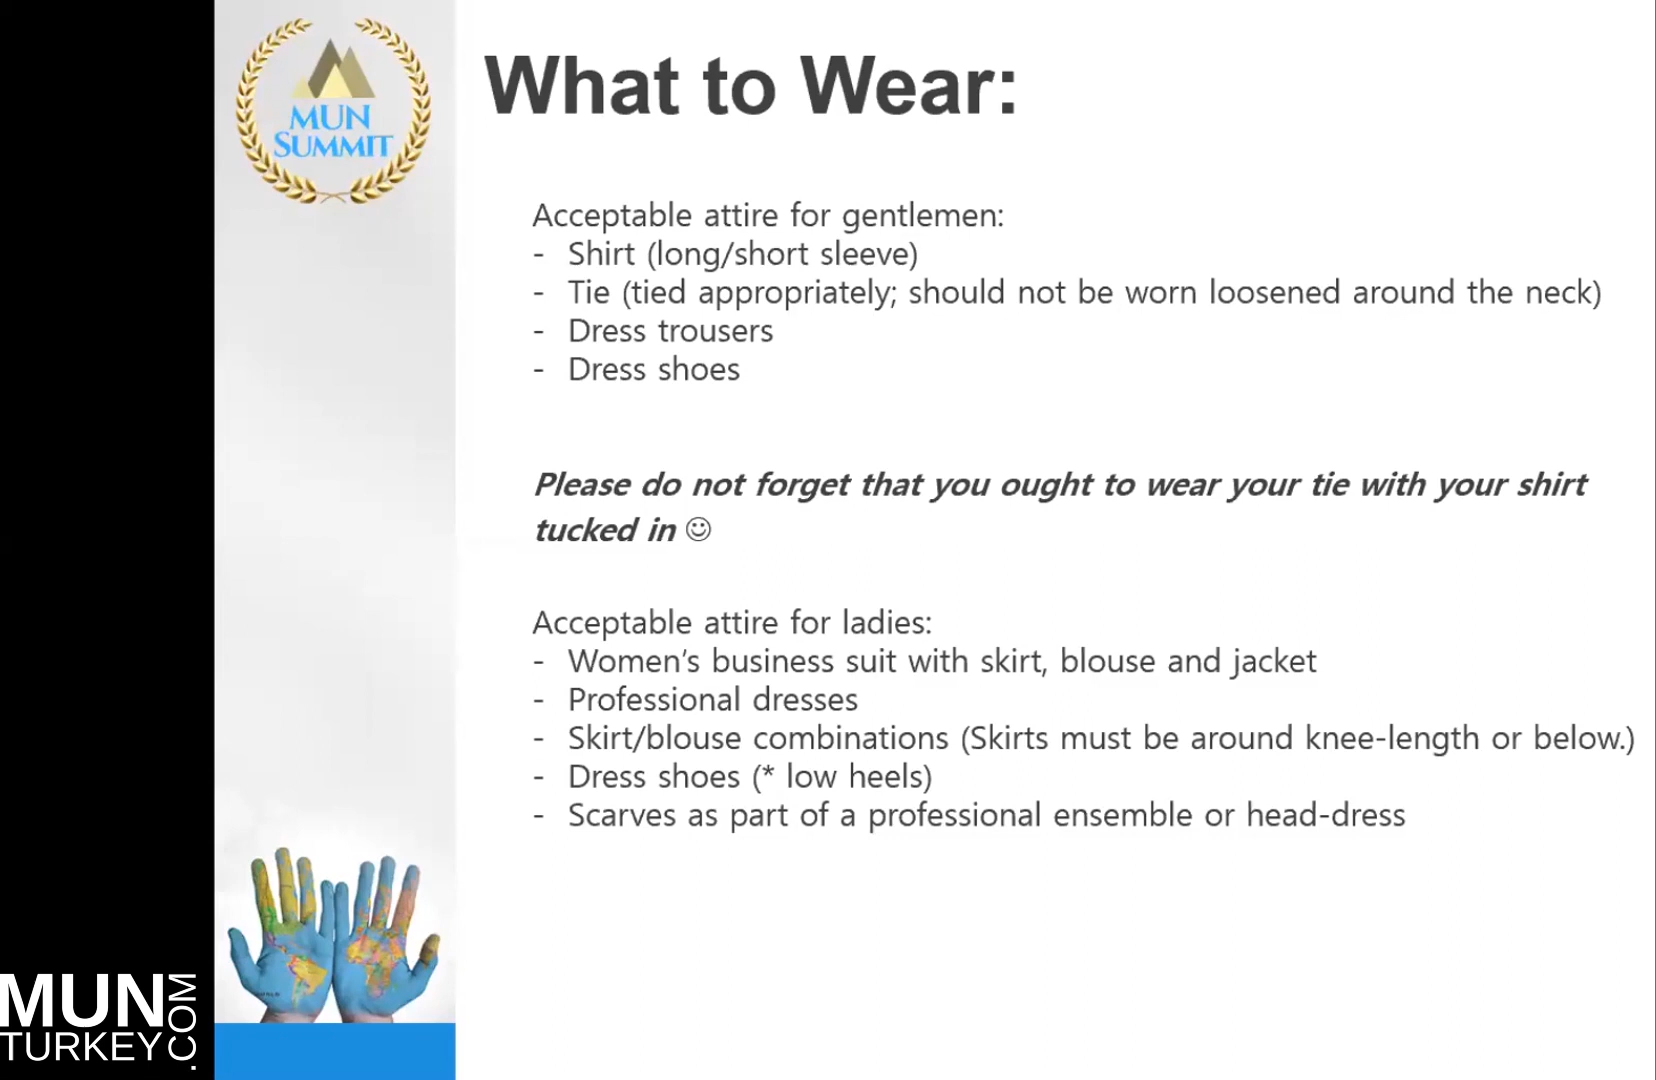 MUN
SUMMIT
What to Wear:
Acceptable attire for gentlemen:
- Shirt (long/short sleeve)
- Tie (tied appropriately; should not be worn loosened around the neck)
- Dress trousers
- Dress shoes
Please do not forget that you ought to wear your tie with your shirt
tucked in ☺
Acceptable attire for ladies:
- Women’s business suit with skirt, blouse and jacket
- Professional dresses
- Skirt/blouse combinations (Skirts must be around knee-length or below.)
- Dress shoes (* low heels)
- Scarves as part of a professional ensemble or head-dress
MUN
TURKEY
.COM